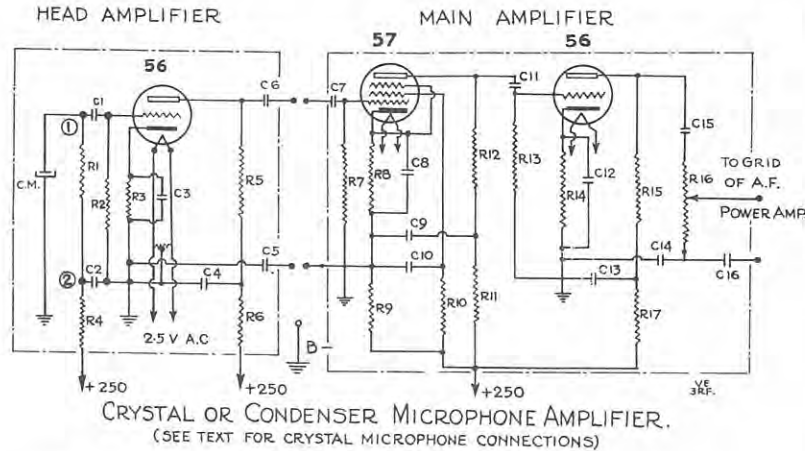 HEAD AMPLIFIER
MAIN AMPLIFIER
56
57
56
C1
C6
C7
C11
C15
①
R1
C.M.
R2
R3
C3
R5
R7
R8
C8
R12
R13
R14
C12
R15
R16
TO GRID
OF A.F.
POWER AMP.
C9
C5
C10
C14
C16
②
C2
C4
C13
R4
R6
R9
R10
R11
R17
2.5 V A.C
B-
+250
+250
+250
VE
3RF.
CRYSTAL OR CONDENSER MICROPHONE AMPLIFIER.
(SEE TEXT FOR CRYSTAL MICROPHONE CONNECTIONS)